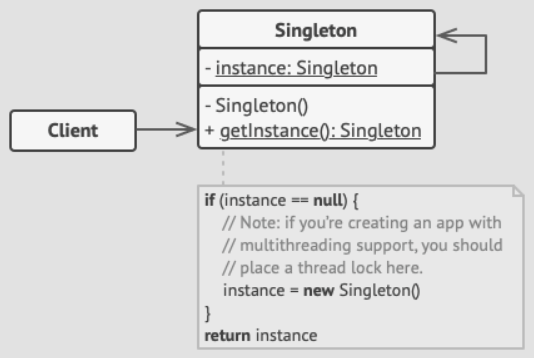 Singleton
- instance: Singleton
- Singleton()
+ getInstance(): Singleton
Client
if (instance == null) {
// Note: if you're creating an app with
// multithreading support, you should
// place a thread lock here.
instance = new Singleton()
}
return instance